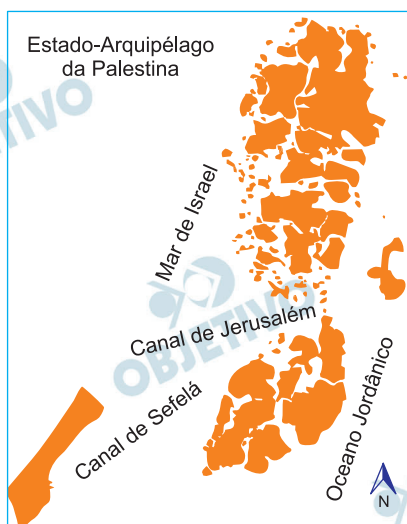 Estado-Arquipélago
da Palestina
Mar de Israel
Canal de Jerusalém
Canal de Sefelá
Oceano Jordânico
N
OBJETIVO
OBJETIVO